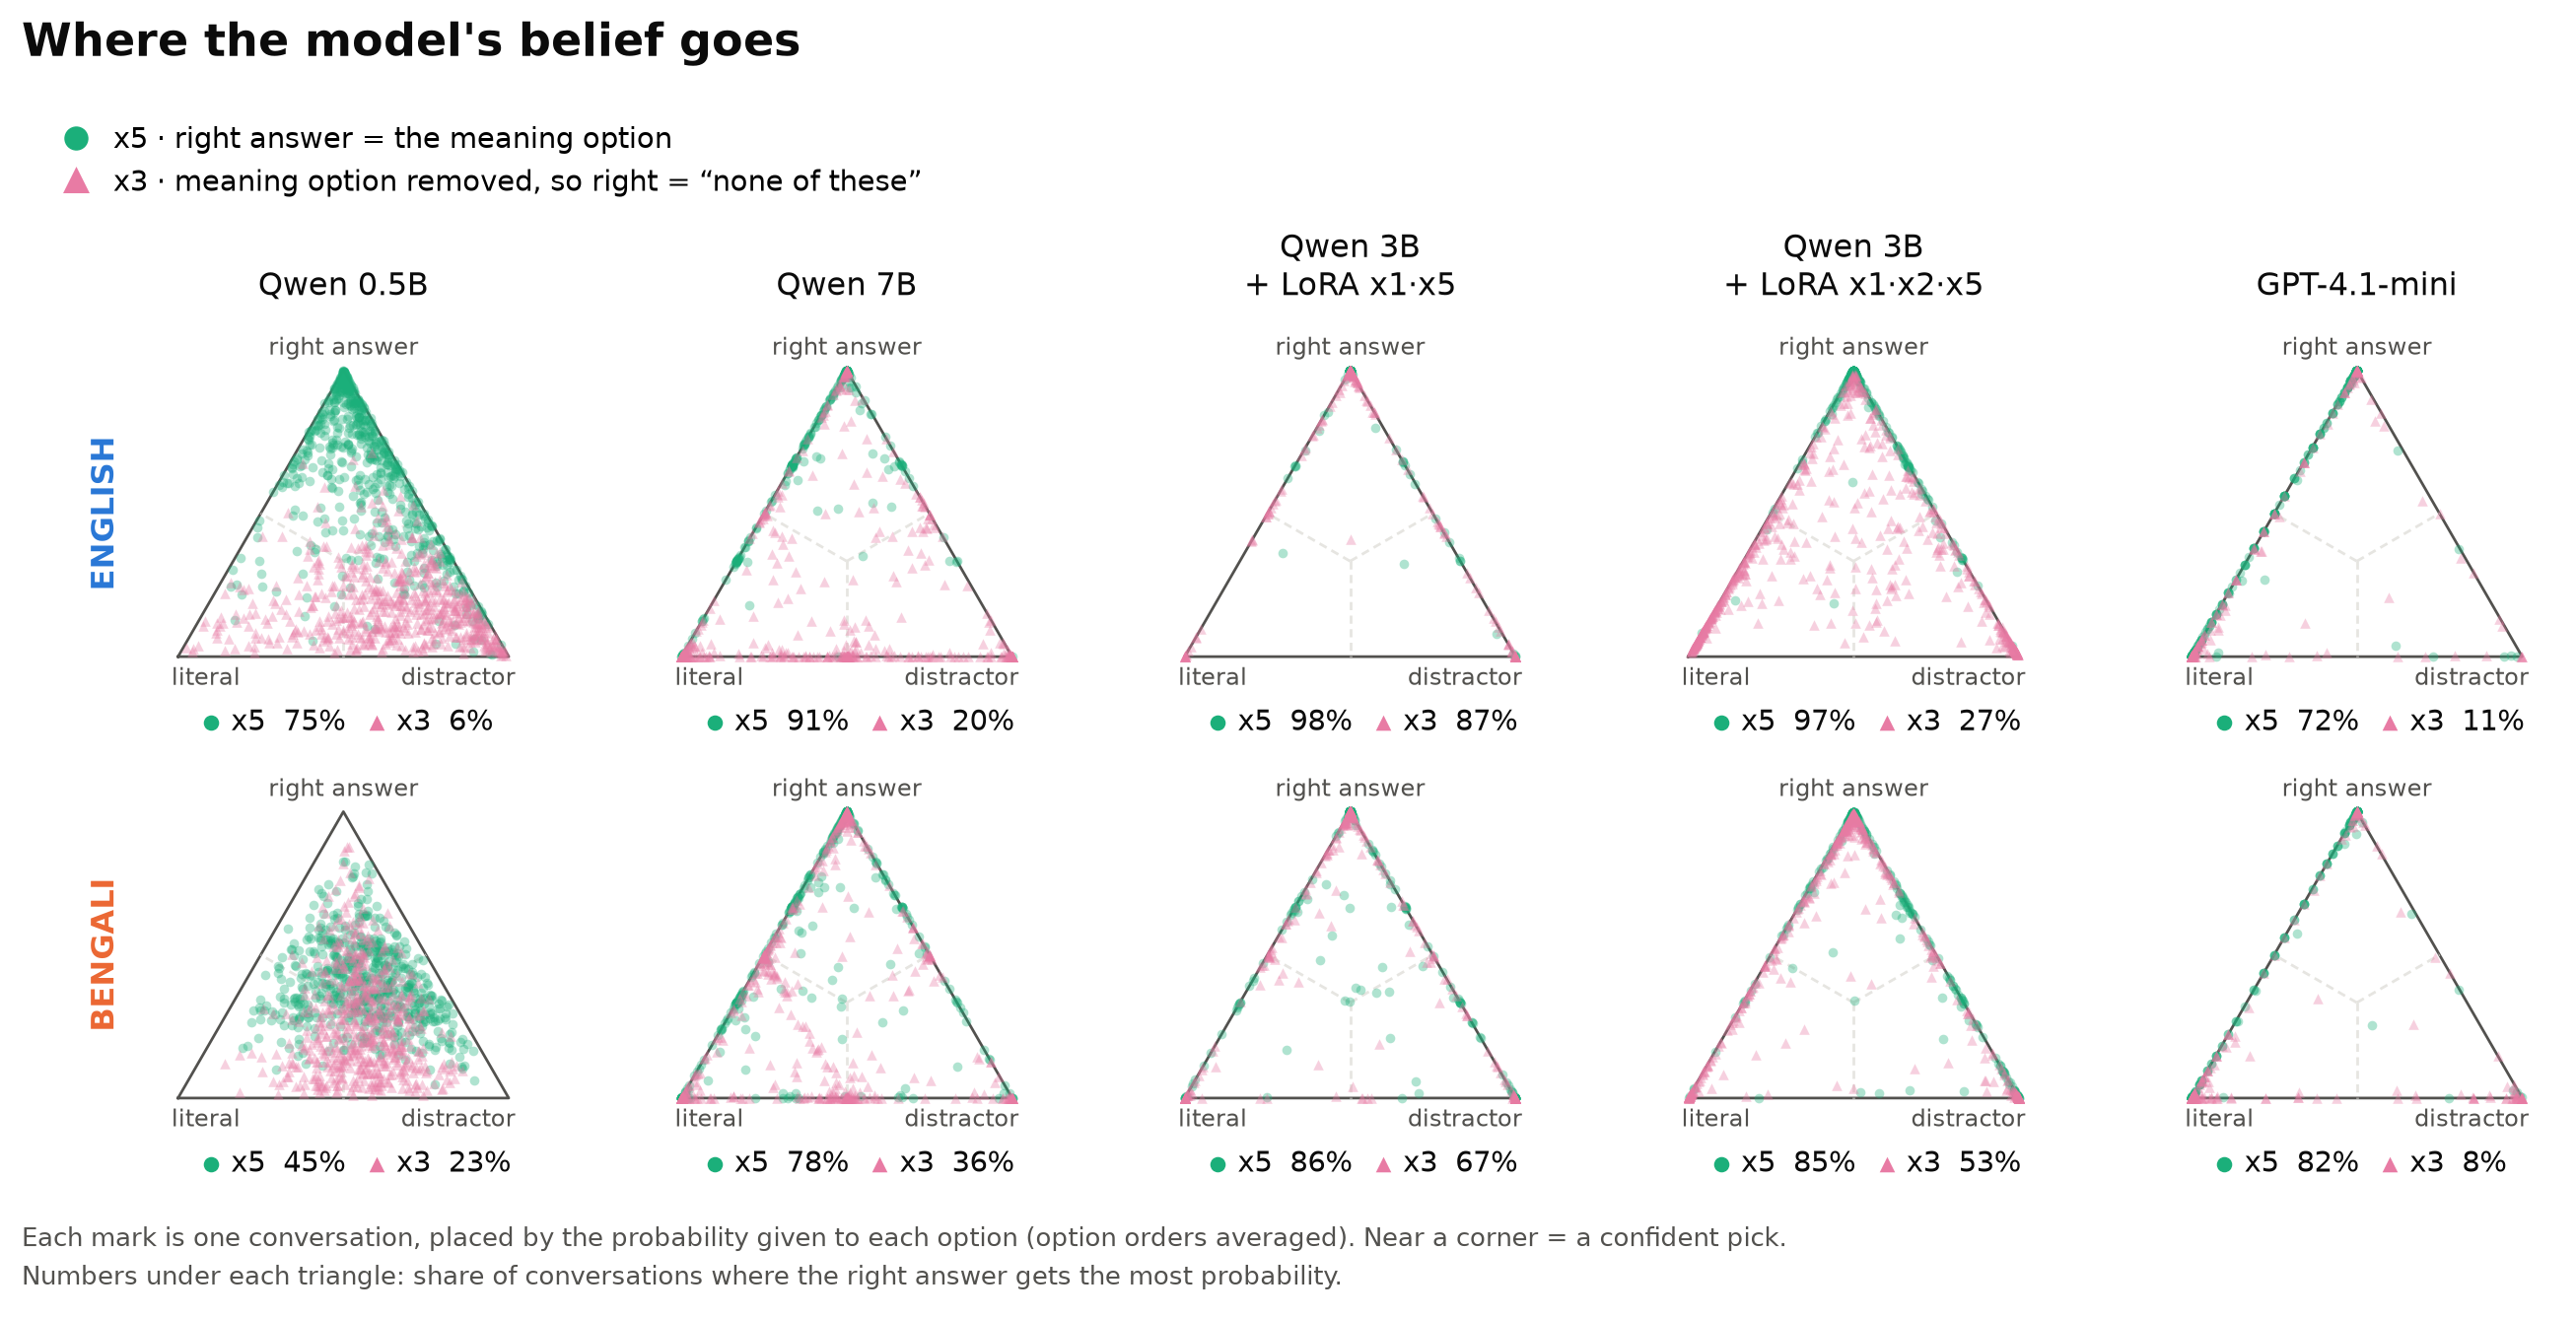 Where the model's belief goes
x5 · right answer = the meaning option
x3 · meaning option removed, so right = “none of these”
Qwen 0.5B
Qwen 7B
Qwen 3B
+ LoRA x1·x5
Qwen 3B
+ LoRA x1·x2·x5
GPT-4.1-mini
ENGLISH
right answer
literal distractor
x5 75% x3 6%
right answer
literal distractor
x5 91% x3 20%
right answer
literal distractor
x5 98% x3 87%
right answer
literal distractor
x5 97% x3 27%
right answer
literal distractor
x5 72% x3 11%
BENGALI
right answer
literal distractor
x5 45% x3 23%
right answer
literal distractor
x5 78% x3 36%
right answer
literal distractor
x5 86% x3 67%
right answer
literal distractor
x5 85% x3 53%
right answer
literal distractor
x5 82% x3 8%
Each mark is one conversation, placed by the probability given to each option (option orders averaged). Near a corner = a confident pick.
Numbers under each triangle: share of conversations where the right answer gets the most probability.